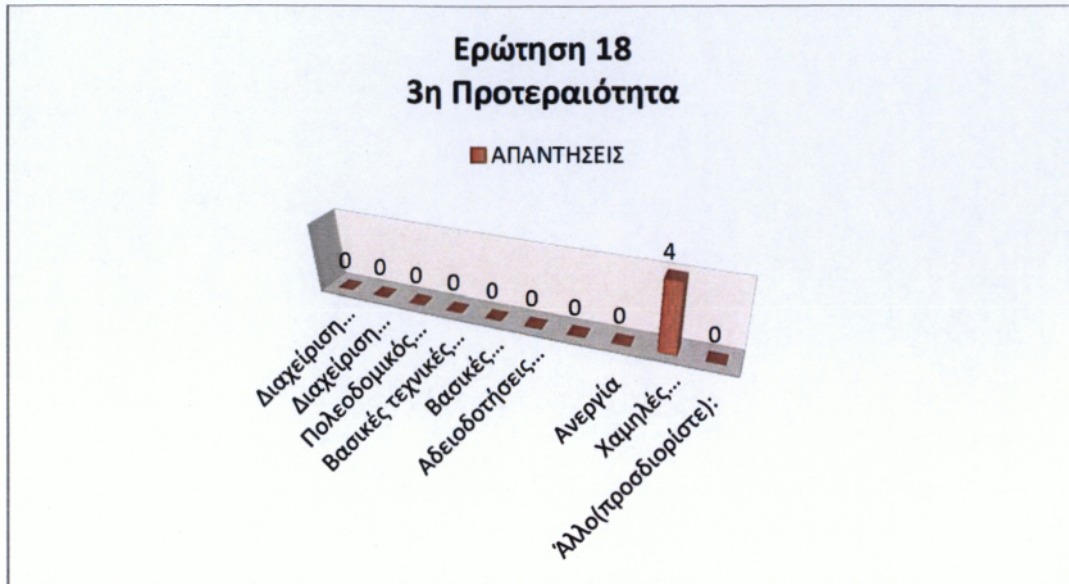 Ερώτηση 18
3η Προτεραιότητα
ΑΠΑΝΤΗΣΕΙΣ
0 0 0 0 0 0 0 0 4 0
Διαχείριση...
Διαχείριση...
Πολεοδομικός...
Βασικές τεχνικές...
Βασικές...
Αδειοδοτήσεις...
Ανεργία
Χαμηλές...
Άλλο(προσδιορίστε):